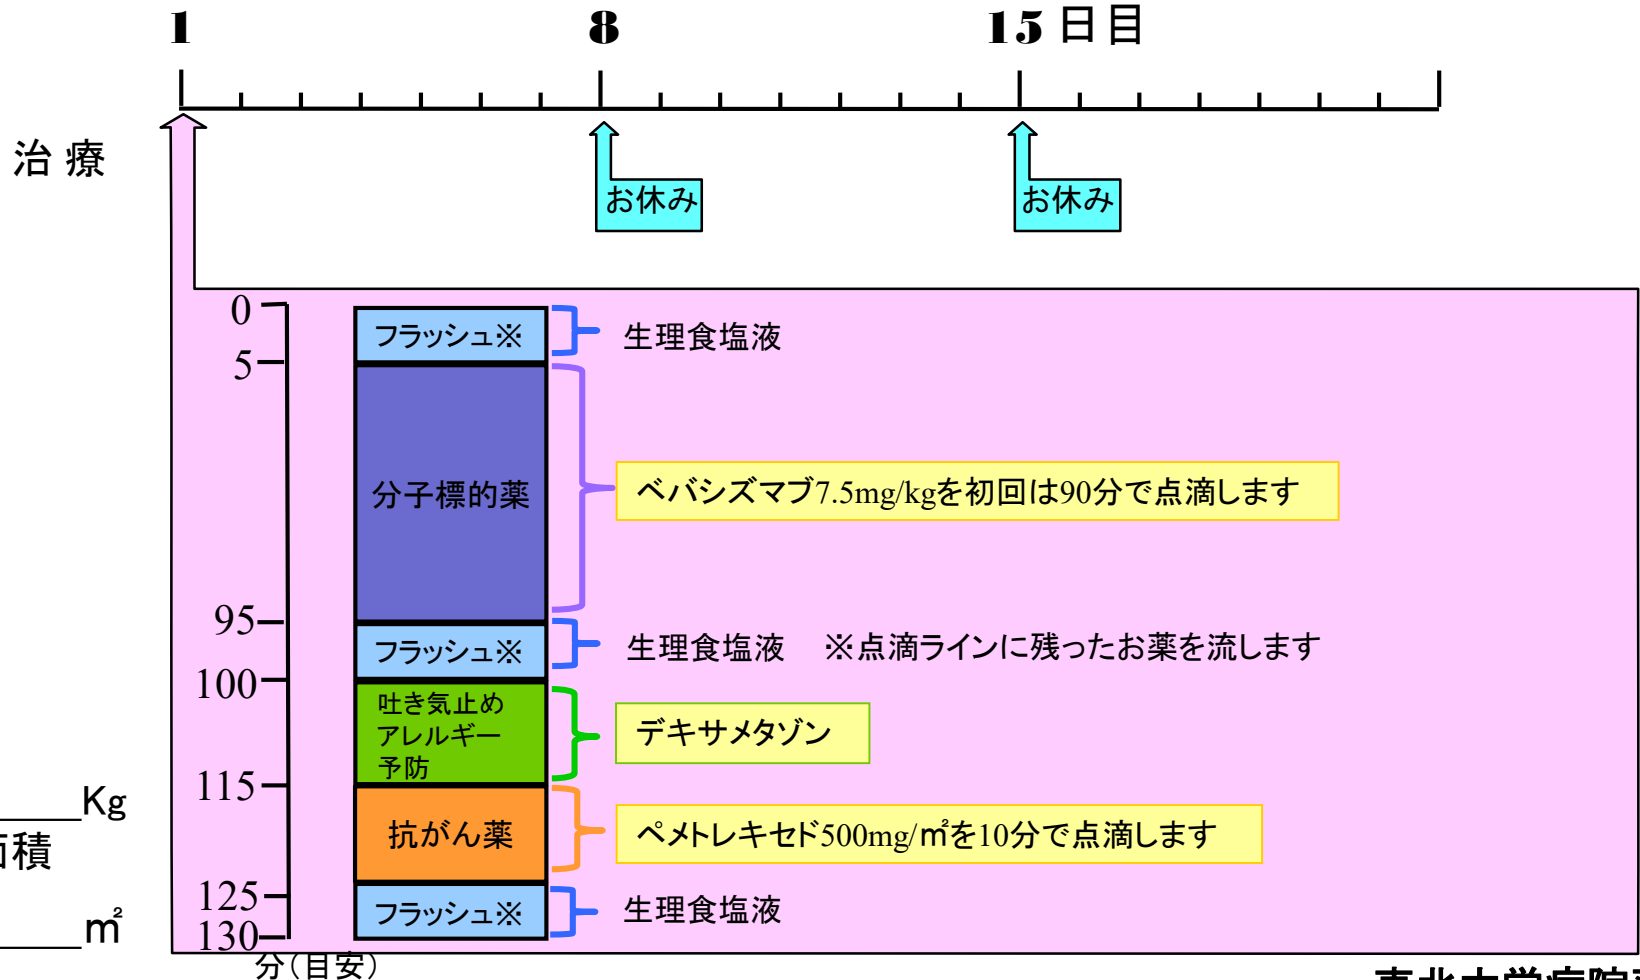 1 8 15 日目
治 療
お休み お休み
0
フラッシュ※ 生理食塩液
5
分子標的薬 ベバシズマブ7.5mg/kgを初回は90分で点滴します
95
フラッシュ※ 生理食塩液 ※点滴ラインに残ったお薬を流します
100
吐き気止め
アレルギー
予防
デキサメタゾン
115
Kg
抗がん薬 ペメトレキセド500mg/㎡を10分で点滴します
面積
125
フラッシュ※ 生理食塩液
㎡
130
分(目安)
東北大学病院